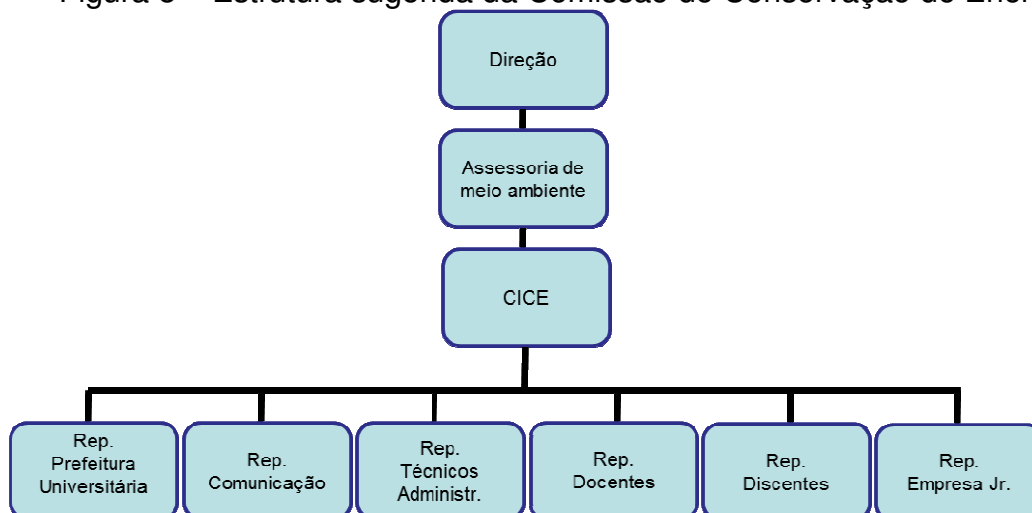 Estrutura sugerida da Comissão de Conservação de
Direção
Assessoria de
meio ambiente
CICE
Rep.
Prefeitura
Universitária
Rep.
Comunicação
Rep.
Técnicos
Administr.
Rep.
Docentes
Rep.
Discentes
Rep.
Empresa Jr.